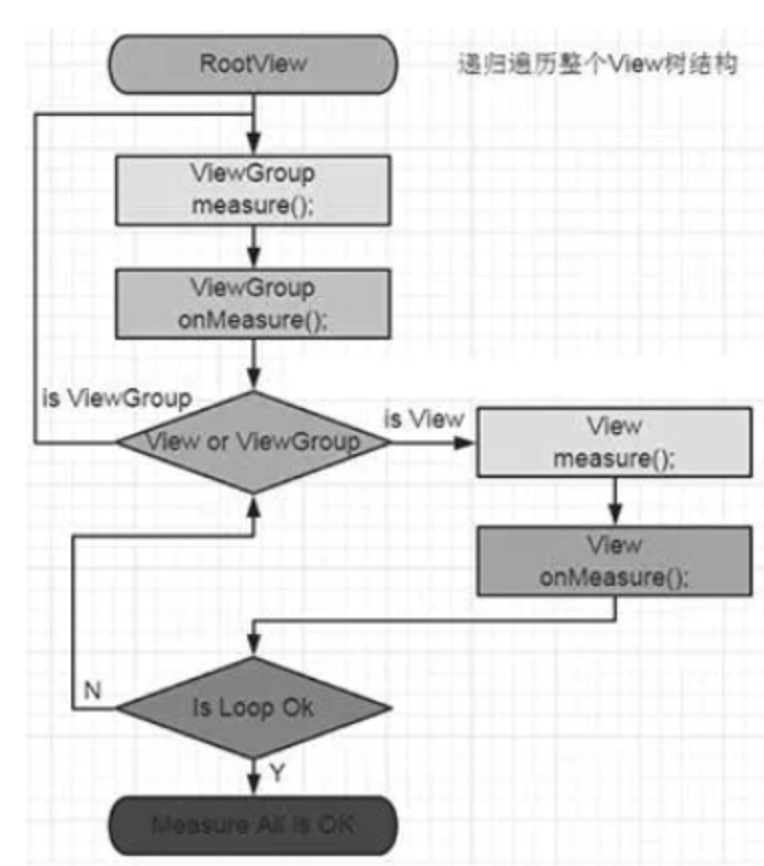 RootView
递归遍历整个View树结构
ViewGroup
measure();
ViewGroup
onMeasure();
is ViewGroup
View or ViewGroup
is View
View
measure();
View
onMeasure();
N
Is Loop Ok
Y
Measure All Is OK